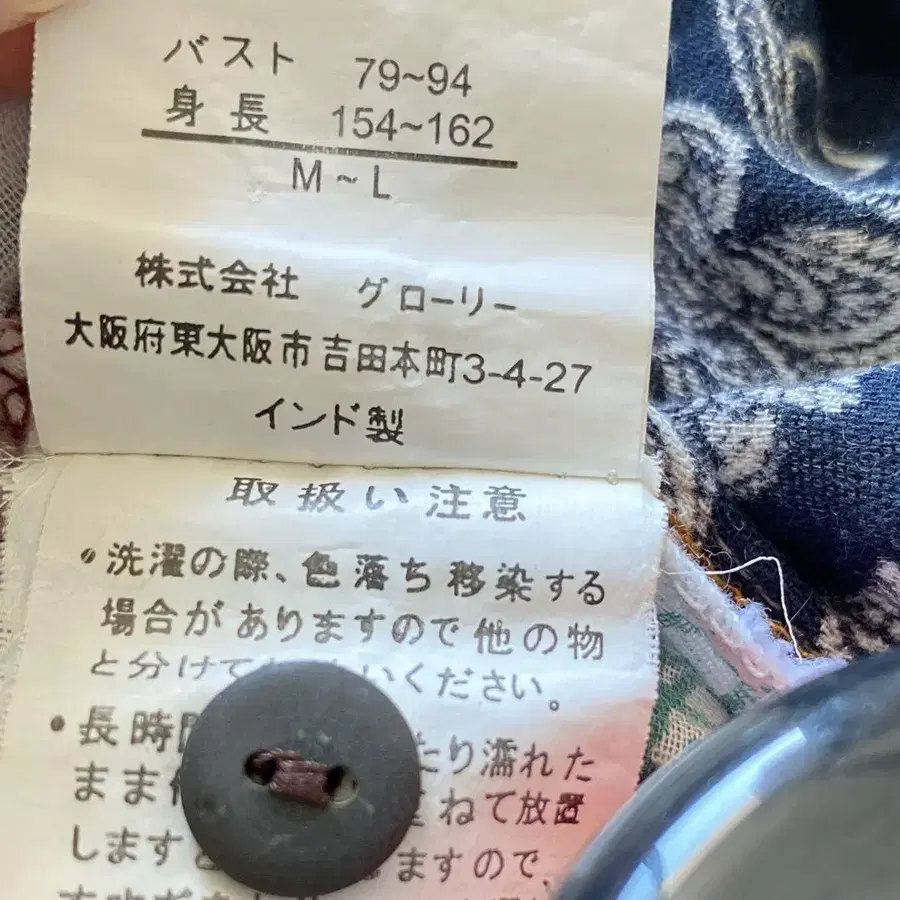 バスト 79~94
身長 154~162
M~L
株式会社 グローリー
大阪府東大阪市吉田本町3-4-27
インド製
取扱い注意
・洗濯の際、色落ち移染する
場合がありますので他の物
と分けて いください。
・長時 たり濡れた
まま ねて放置
します ますので、